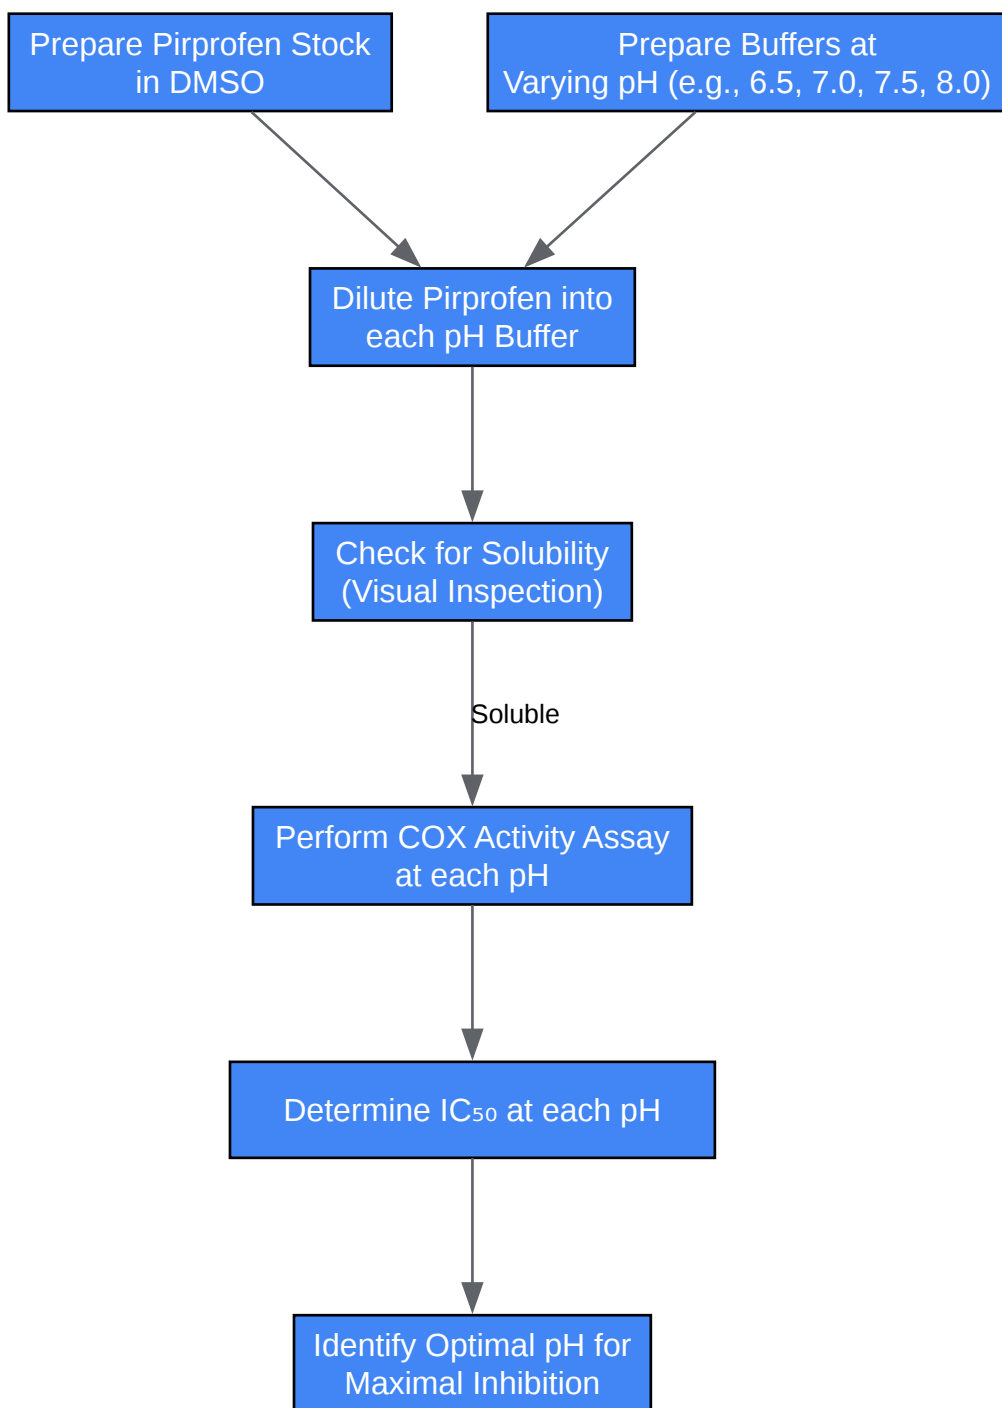 Prepare Pirprofen Stock
in DMSO
Prepare Buffers at
Varying pH (e.g., 6.5, 7.0, 7.5, 8.0)
Dilute Pirprofen into
each pH Buffer
Check for Solubility
(Visual Inspection)
Soluble
Perform COX Activity Assay
at each pH
Determine IC₅₀ at each pH
Identify Optimal pH for
Maximal Inhibition